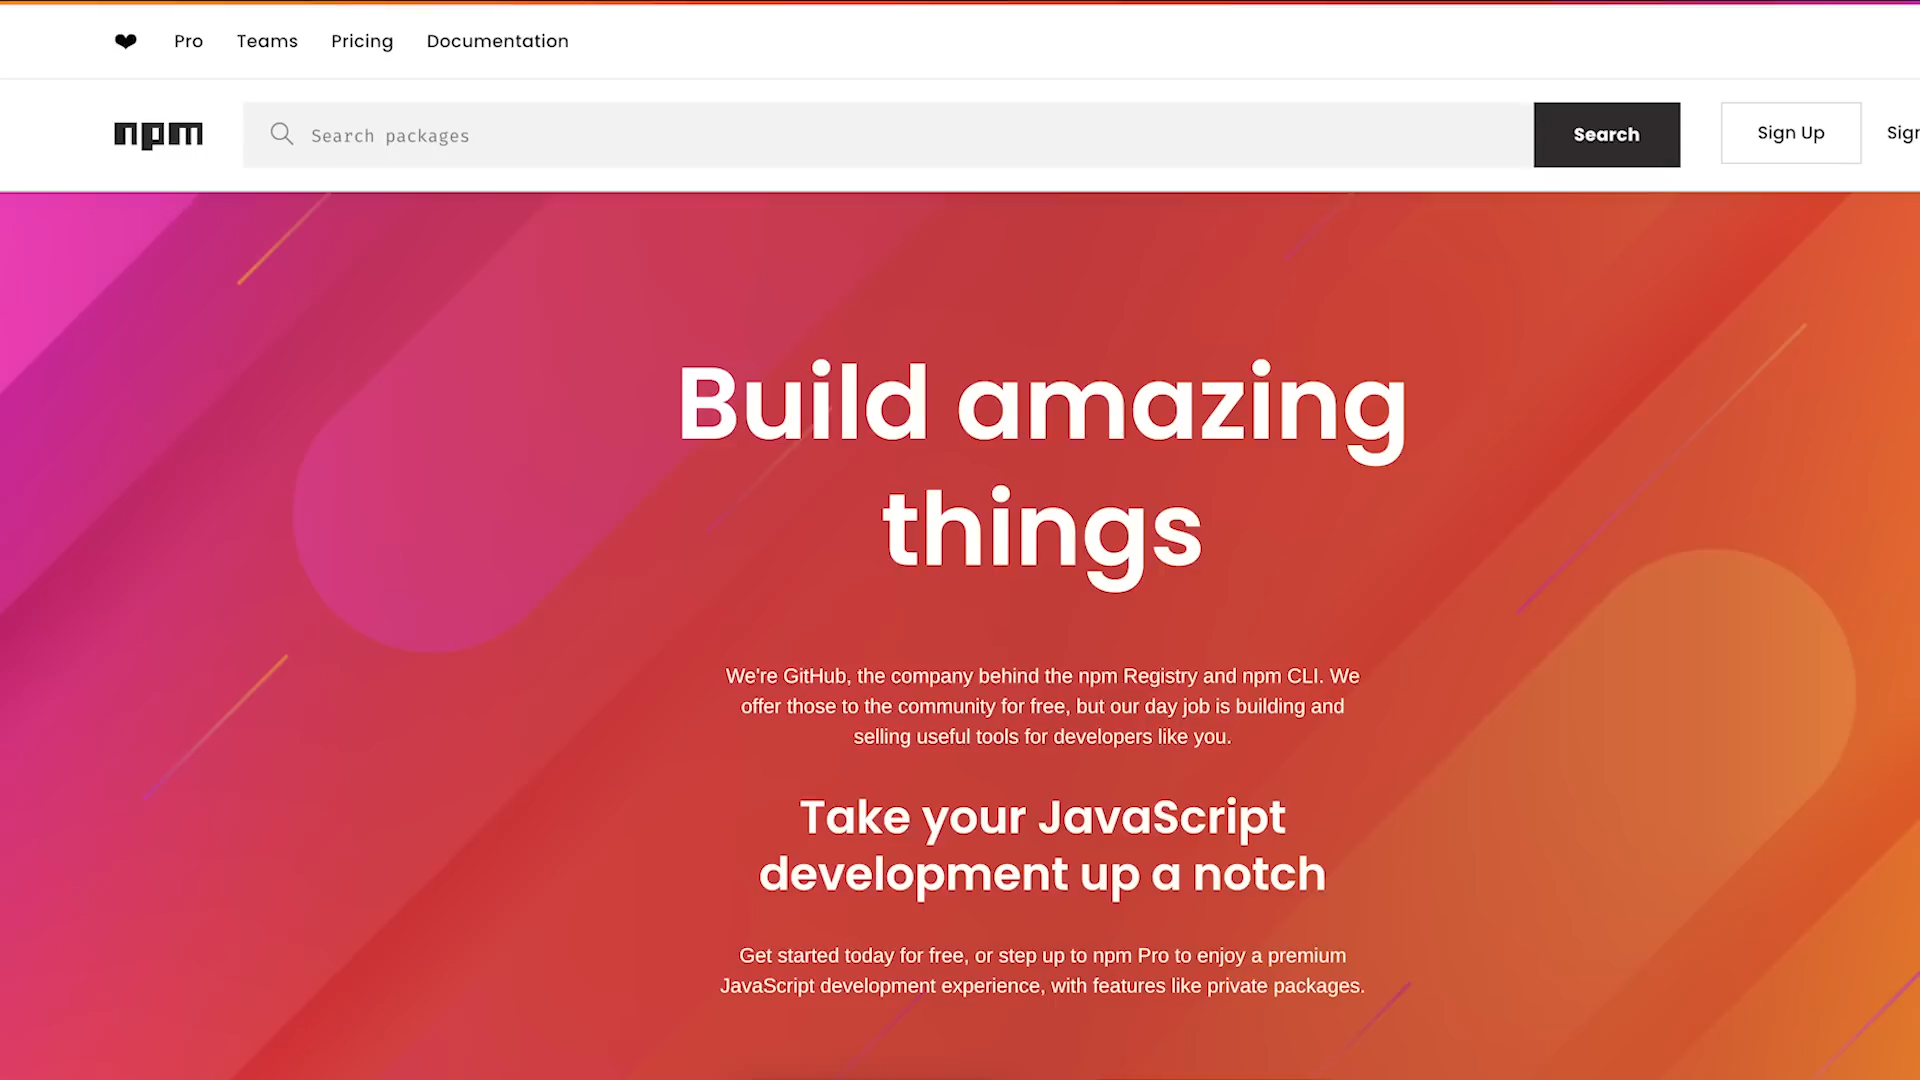 Pro Teams Pricing Documentation
npm Search packages Search Sign Up Sign
Build amazing
things
We're GitHub, the company behind the npm Registry and npm CLI. We
offer those to the community for free, but our day job is building and
selling useful tools for developers like you.
Take your JavaScript
development up a notch
Get started today for free, or step up to npm Pro to enjoy a premium
JavaScript development experience, with features like private packages.